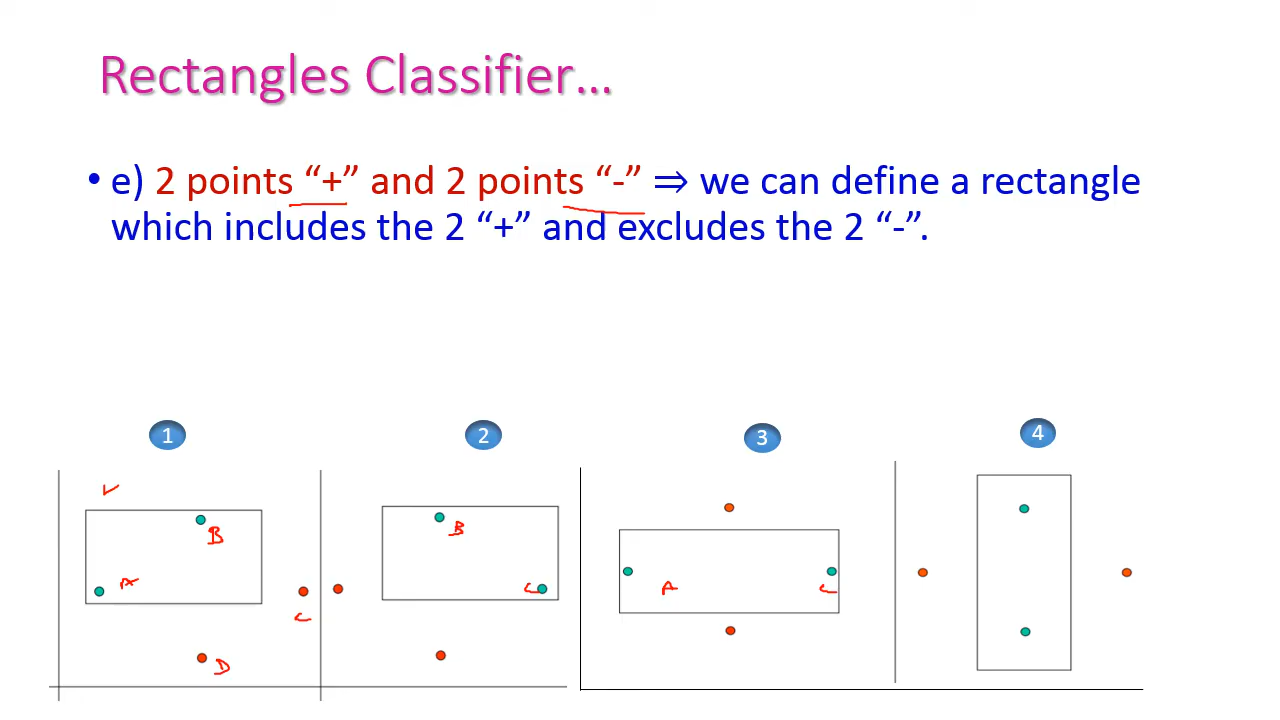 Rectangles Classifier...
• e) 2 points “+” and 2 points “-” ⇒ we can define a rectangle
which includes the 2 “+” and excludes the 2 “-”.
1 2 3 4
B B
A C A C
C
D